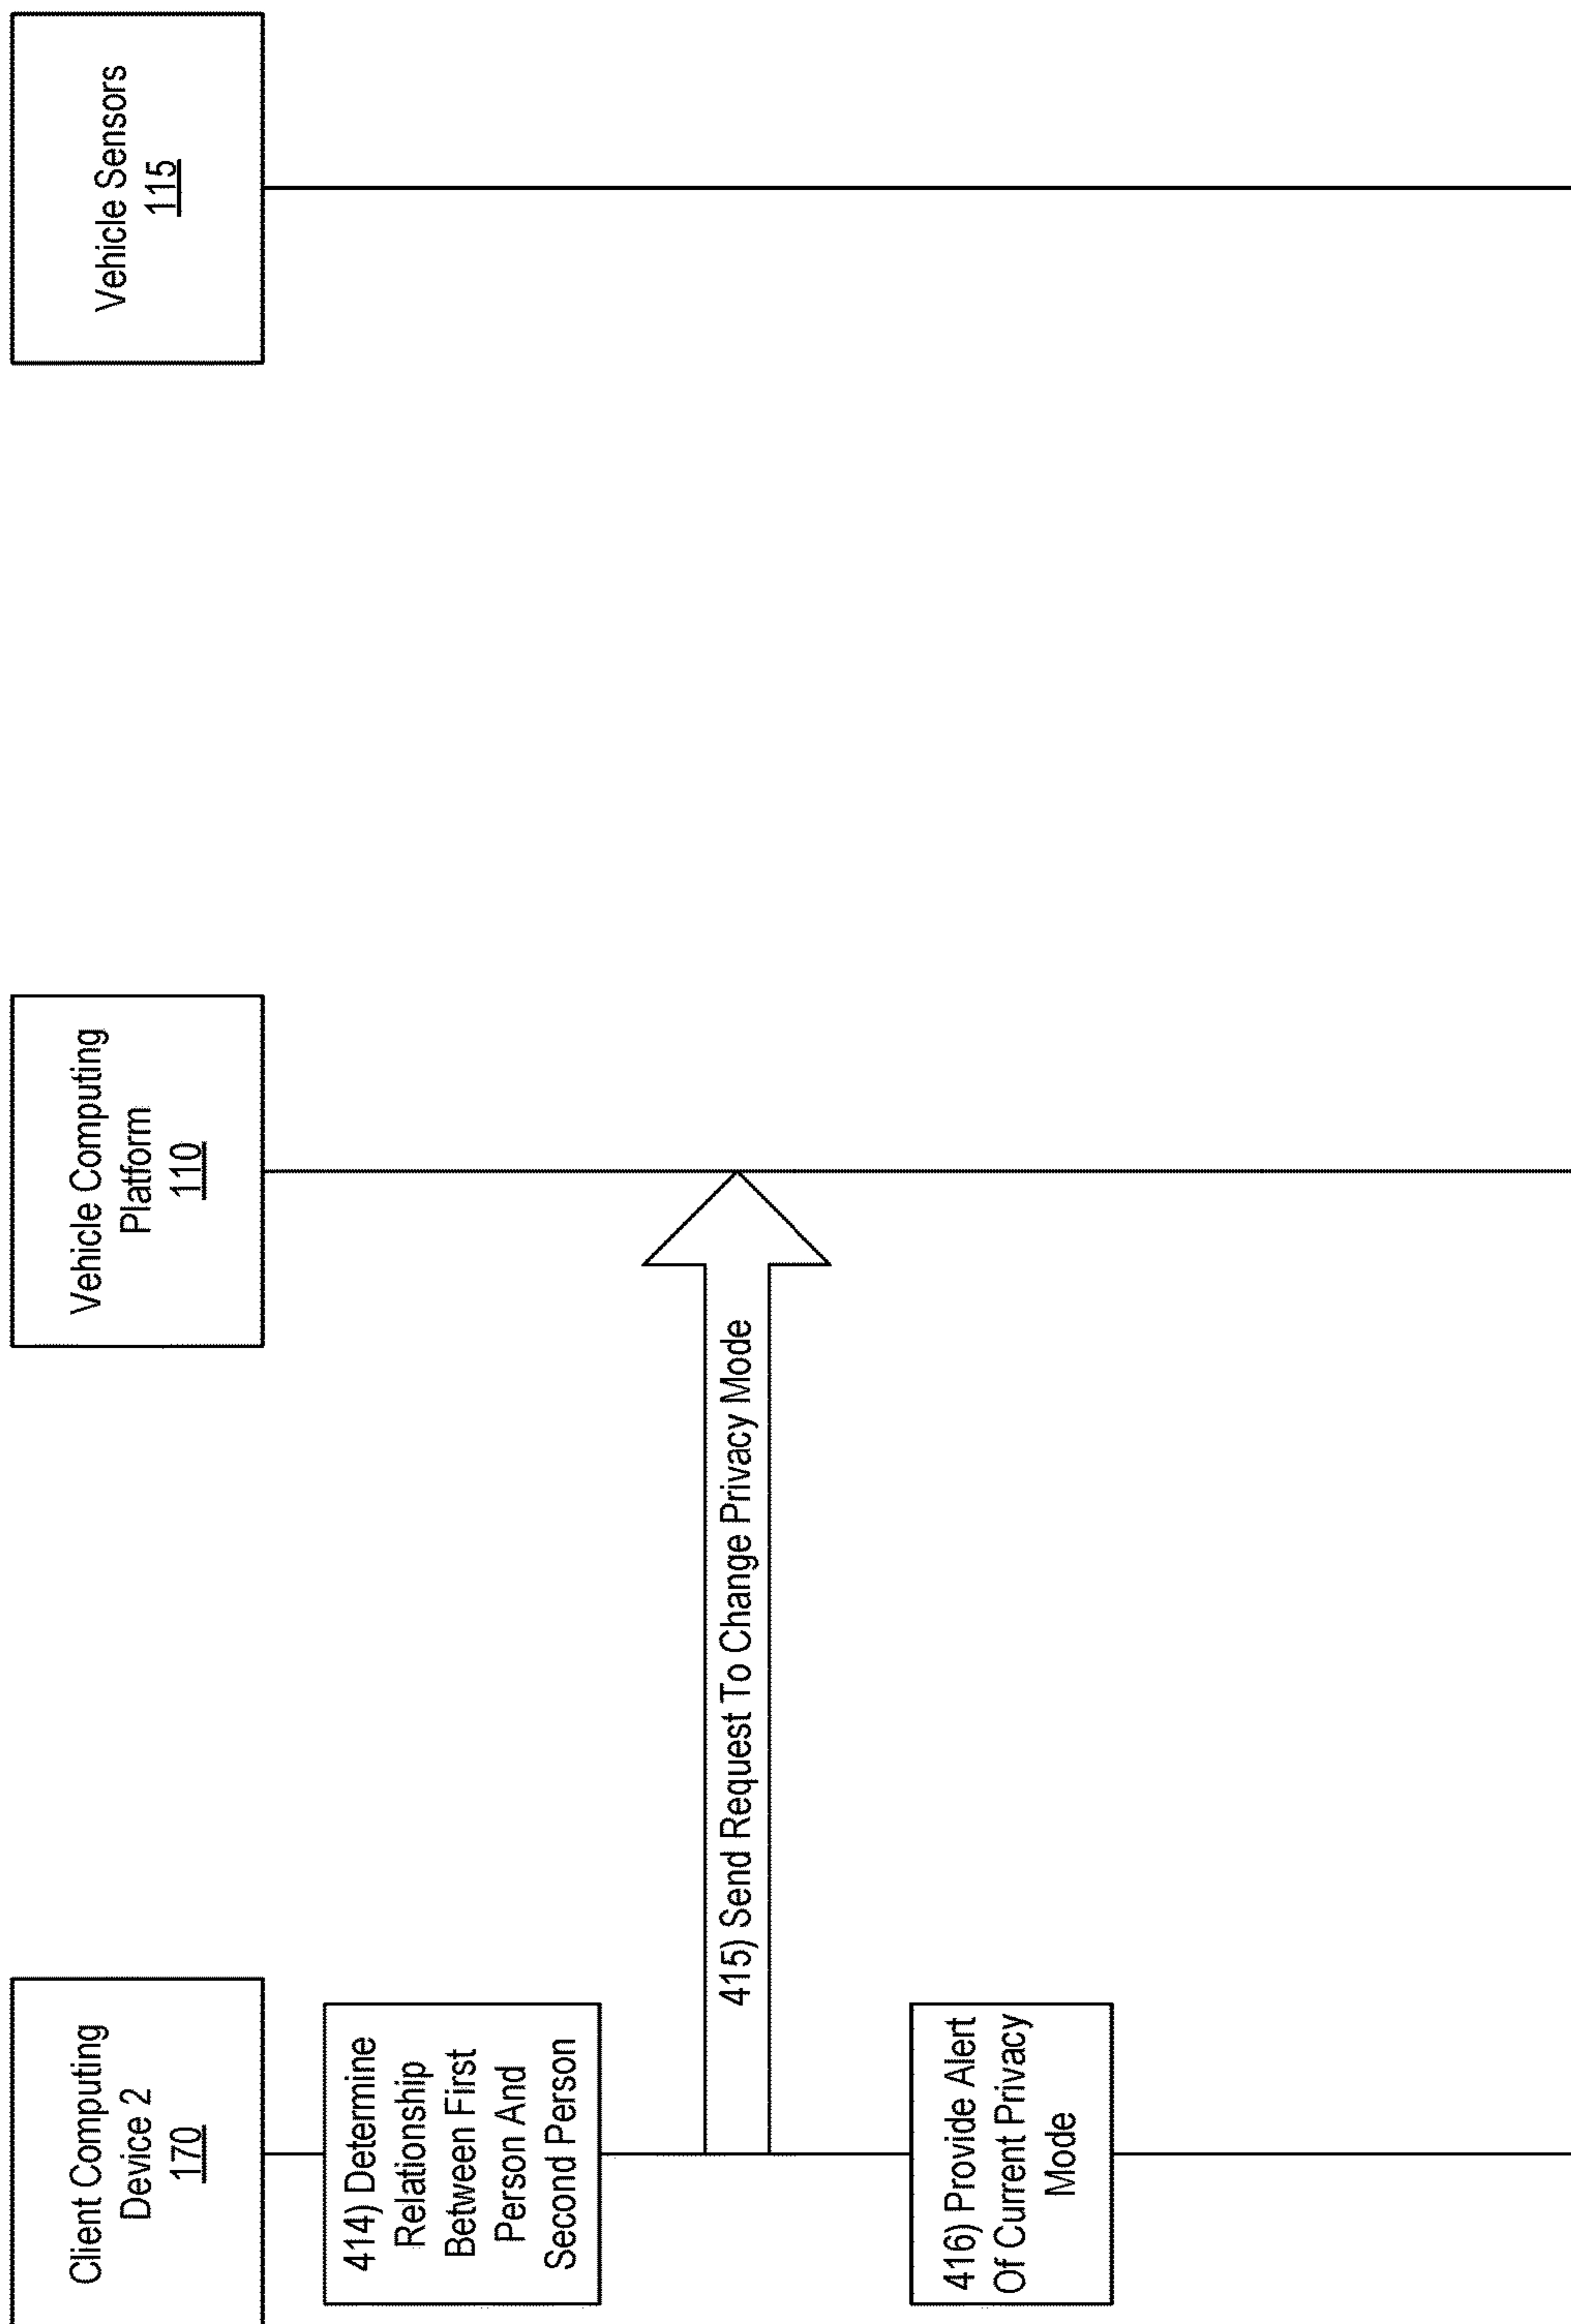 Client Computing
Device 2
170
Vehicle Computing
Platform
110
Vehicle Sensors
115
414) Determine
Relationship
Between First
Person And
Second Person
415) Send Request To Change Privacy Mode
416) Provide Alert
Of Current Privacy
Mode